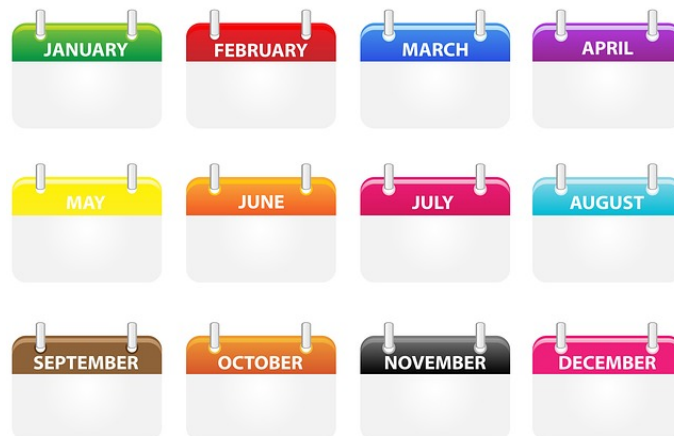 JANUARY
FEBRUARY
MARCH
APRIL
MAY
JUNE
JULY
AUGUST
SEPTEMBER
OCTOBER
NOVEMBER
DECEMBER